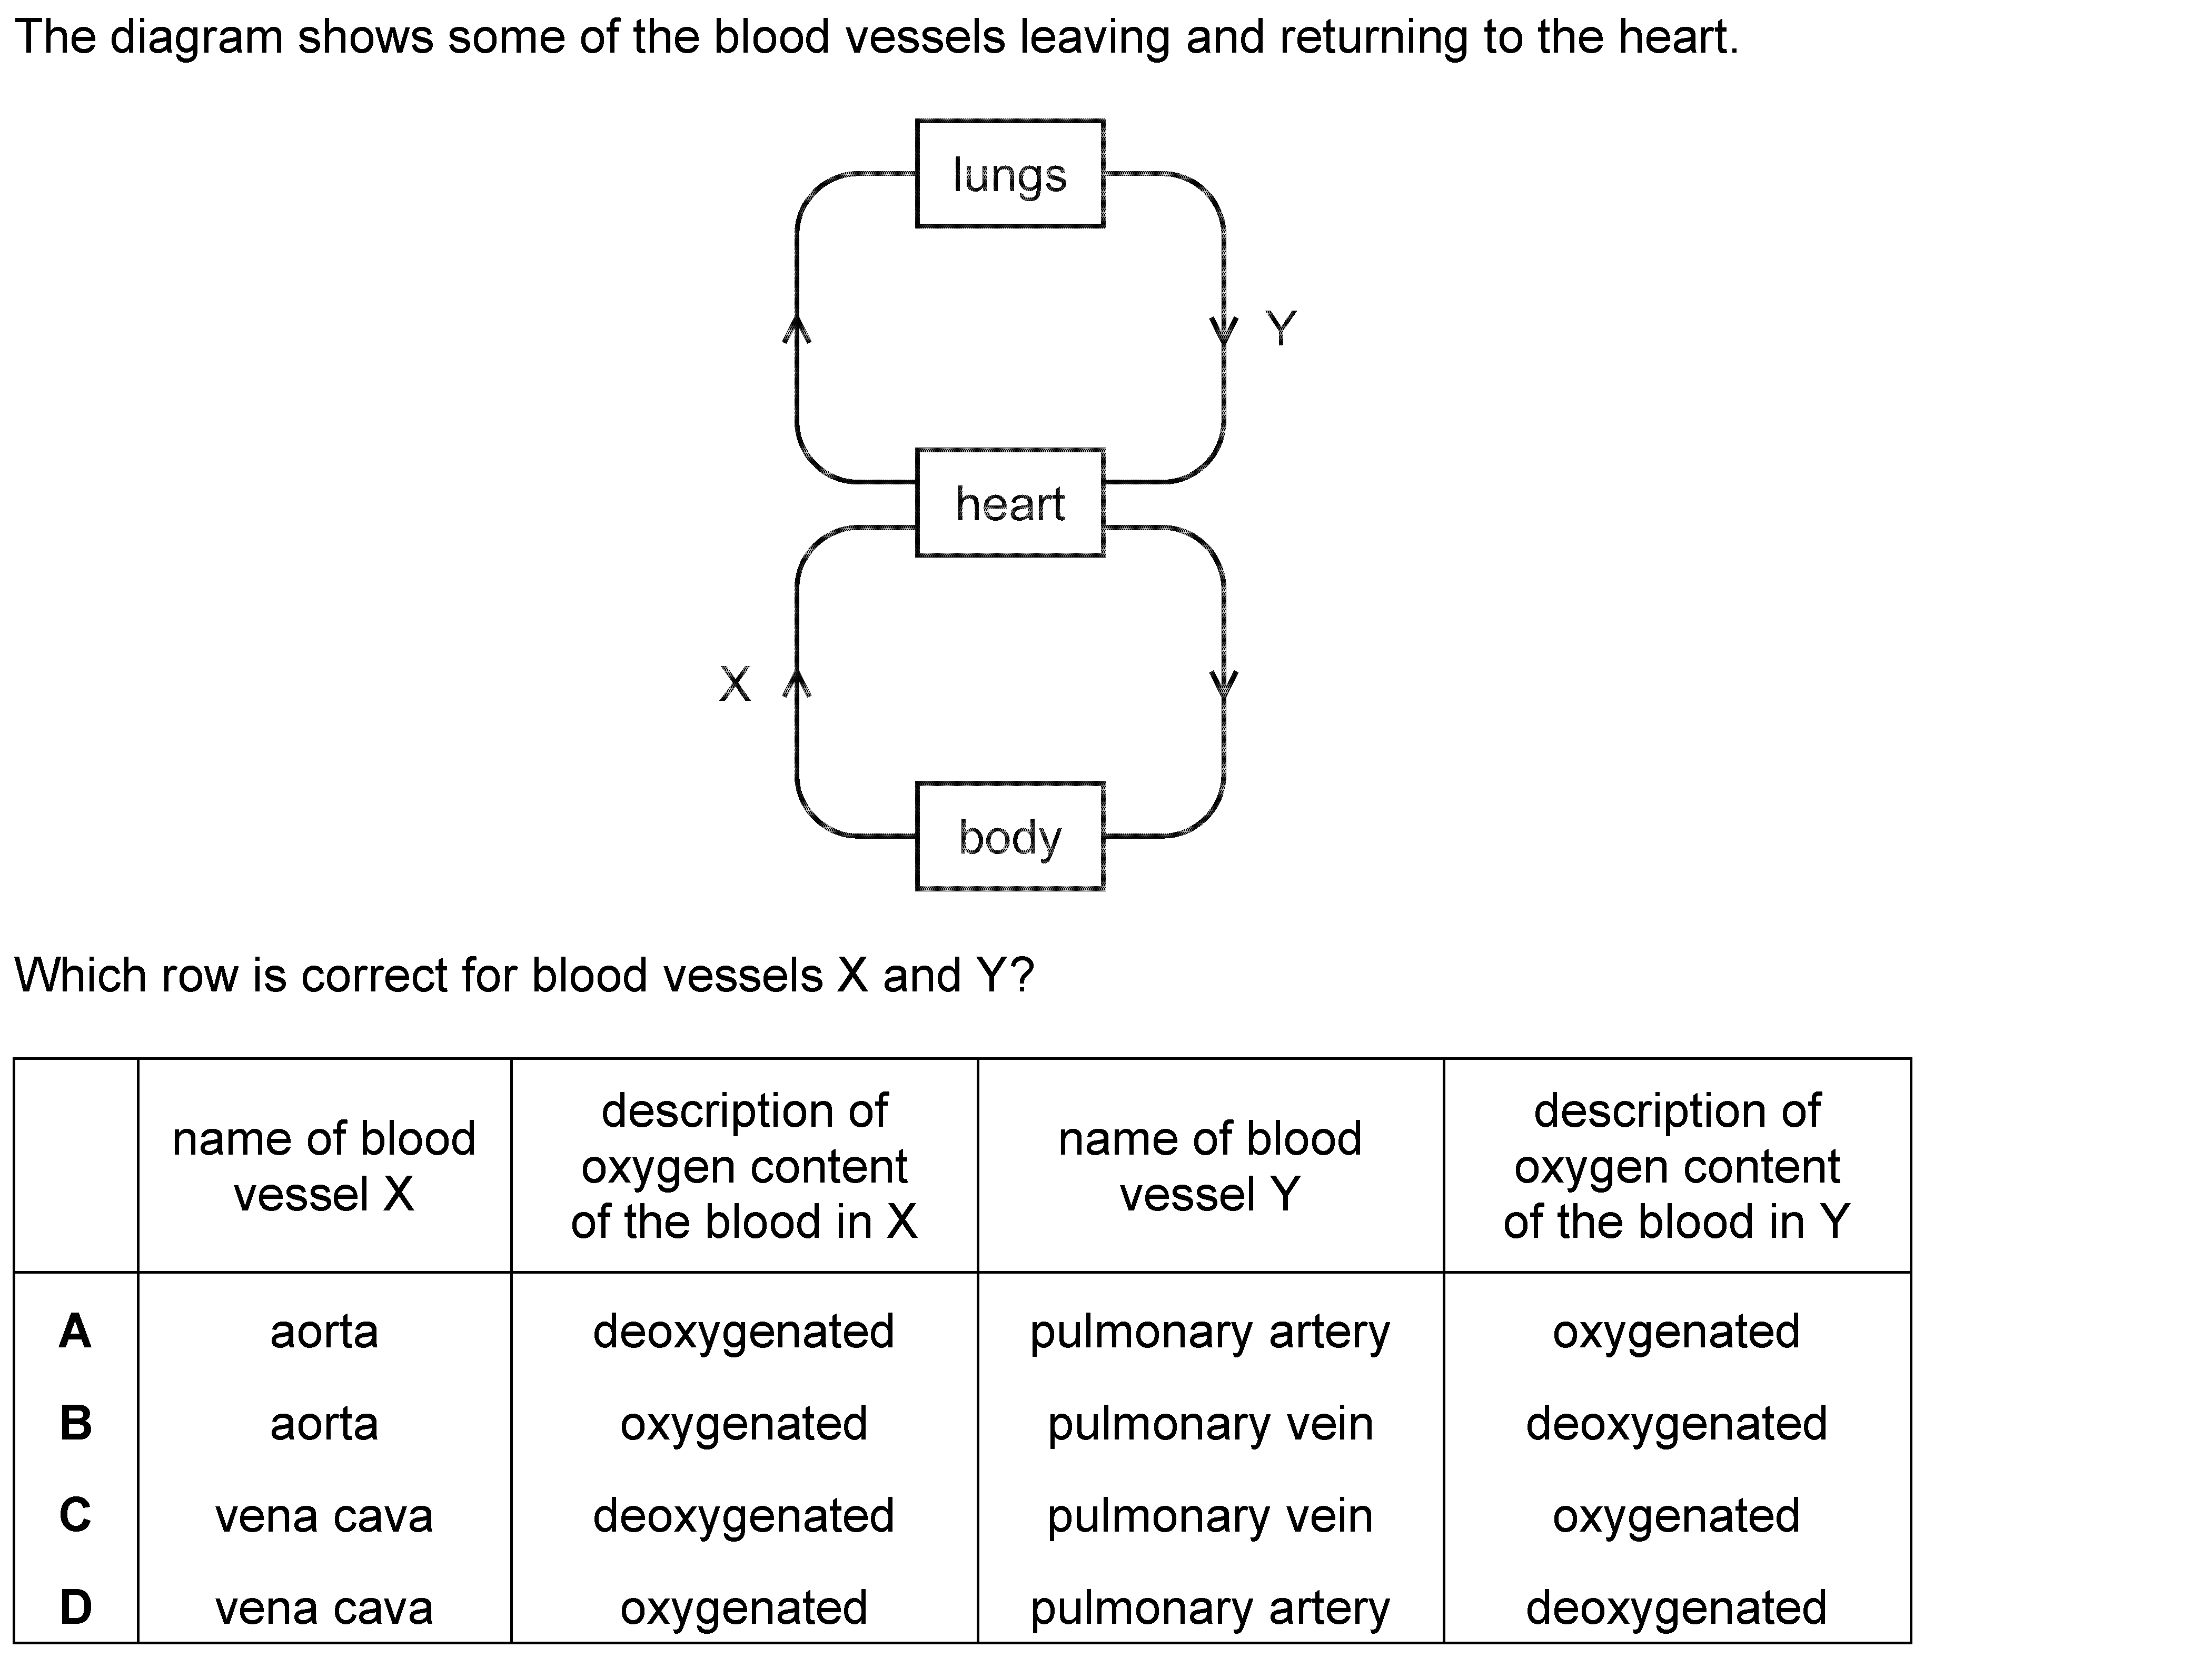 The diagram shows some of the blood vessels leaving and returning to the heart.
lungs
Y
heart
X
body
Which row is correct for blood vessels X and Y?
name of blood
vessel X
description of
oxygen content
of the blood in X
name of blood
vessel Y
description of
oxygen content
of the blood in Y
A aorta deoxygenated pulmonary artery oxygenated
B aorta oxygenated pulmonary vein deoxygenated
C vena cava deoxygenated pulmonary vein oxygenated
D vena cava oxygenated pulmonary artery deoxygenated